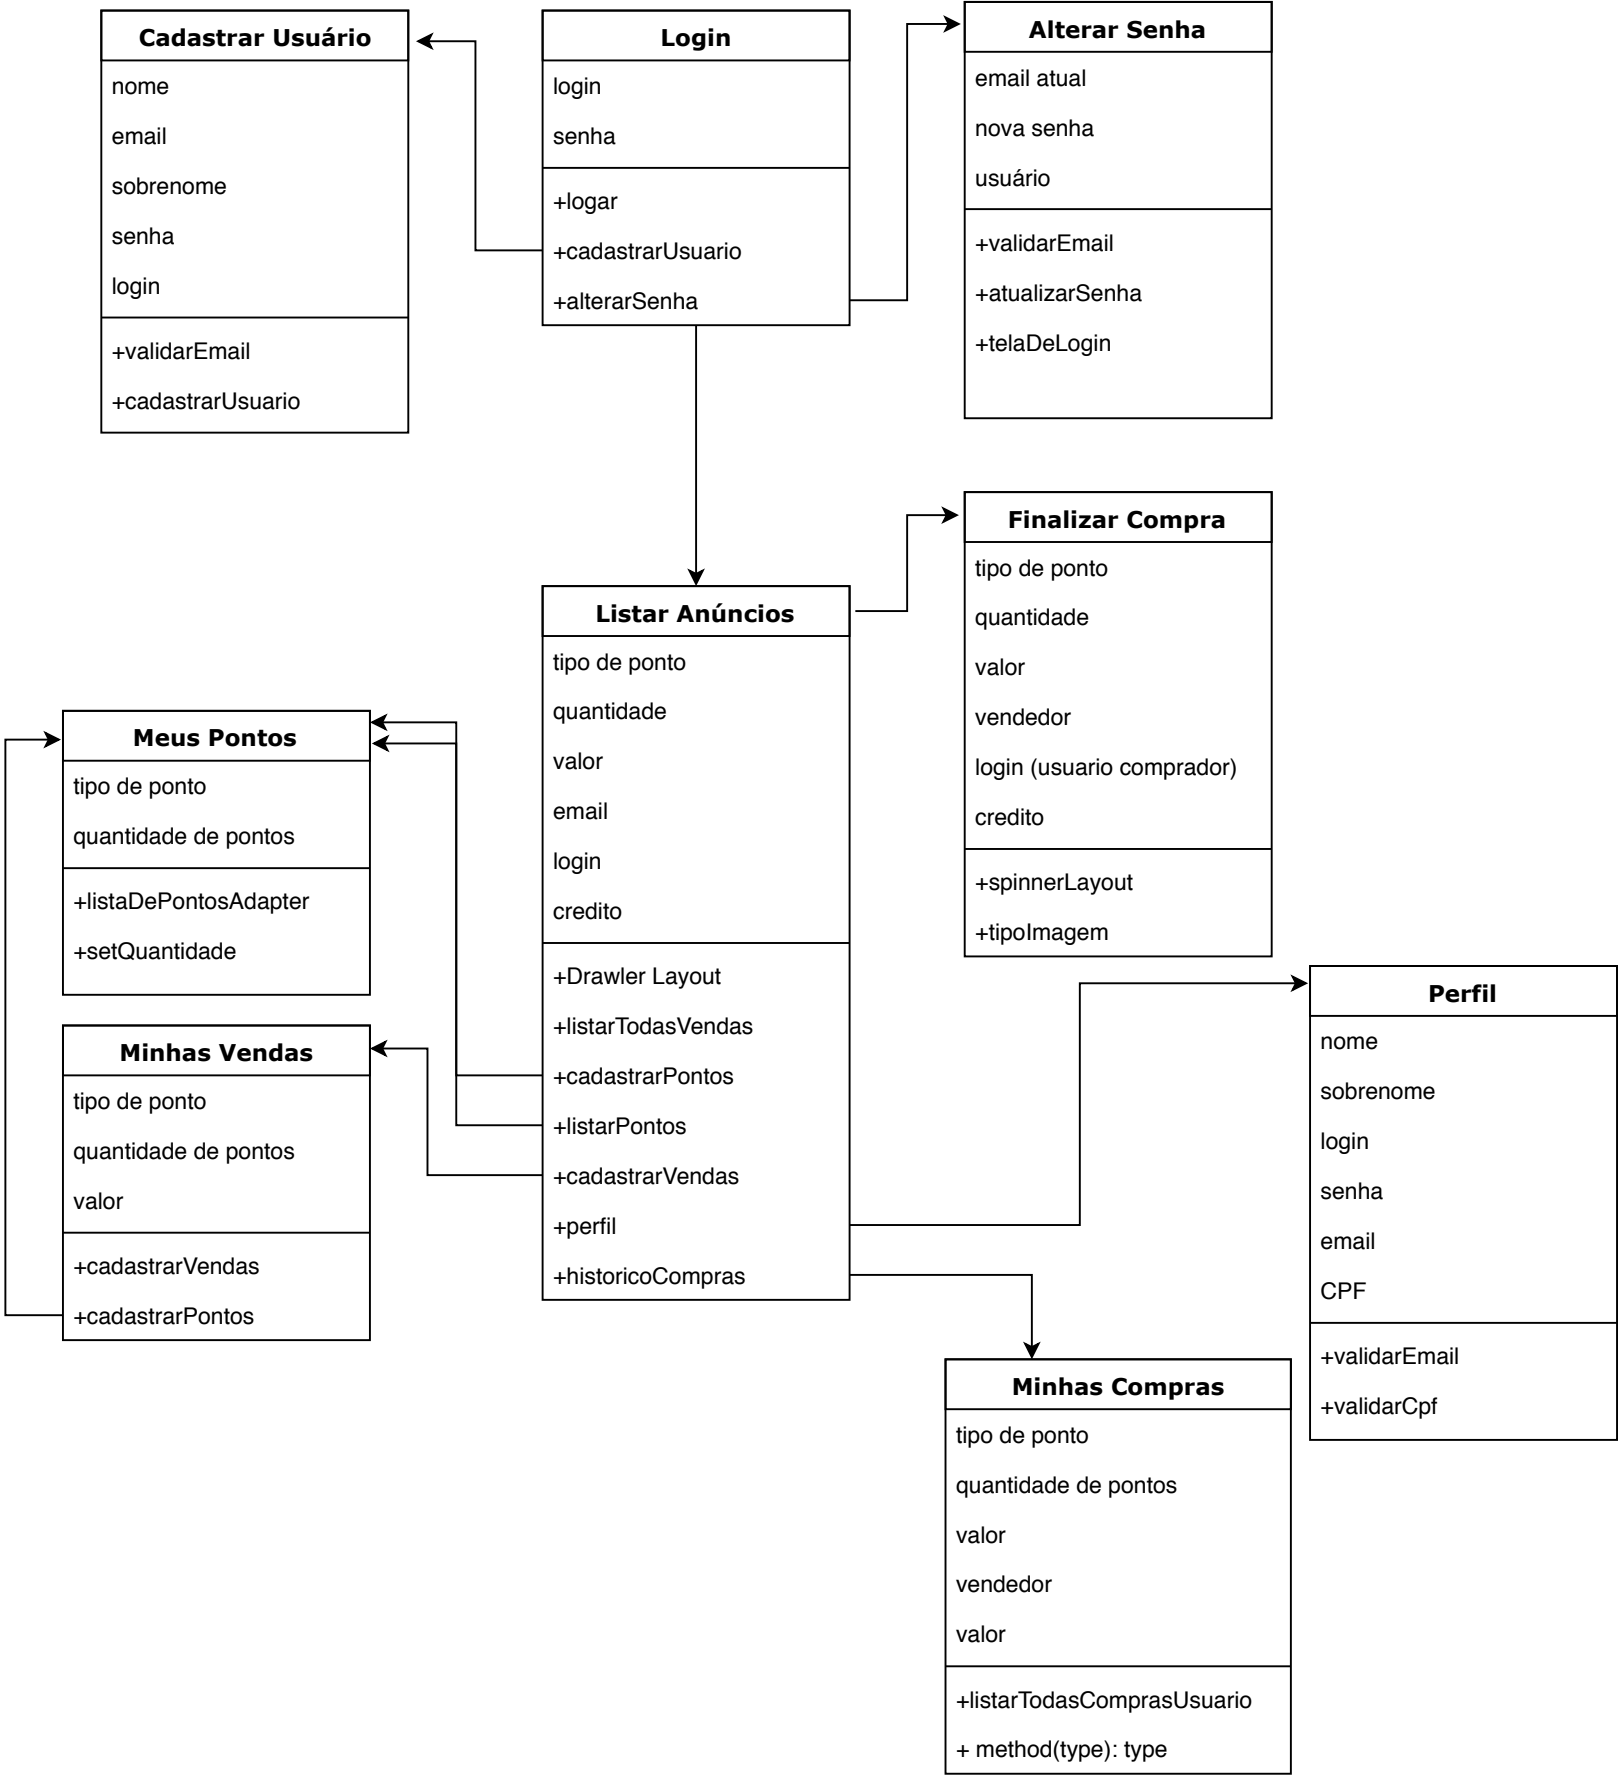 Cadastrar Usuário
nome
email
sobrenome
senha
login
+validarEmail
+cadastrarUsuario
Login
login
senha
+logar
+cadastrarUsuario
+alterarSenha
Alterar Senha
email atual
nova senha
usuário
+validarEmail
+atualizarSenha
+telaDeLogin
Finalizar Compra
tipo de ponto
quantidade
valor
vendedor
login (usuario comprador)
credito
+spinnerLayout
+tipoImagem
Listar Anúncios
tipo de ponto
quantidade
valor
email
login
credito
+Drawler Layout
+listarTodasVendas
+cadastrarPontos
+listarPontos
+cadastrarVendas
+perfil
+historicoCompras
Meus Pontos
tipo de ponto
quantidade de pontos
+listaDePontosAdapter
+setQuantidade
Minhas Vendas
tipo de ponto
quantidade de pontos
valor
+cadastrarVendas
+cadastrarPontos
Perfil
nome
sobrenome
login
senha
email
CPF
+validarEmail
+validarCpf
Minhas Compras
tipo de ponto
quantidade de pontos
valor
vendedor
valor
+listarTodasComprasUsuario
+ method(type): type